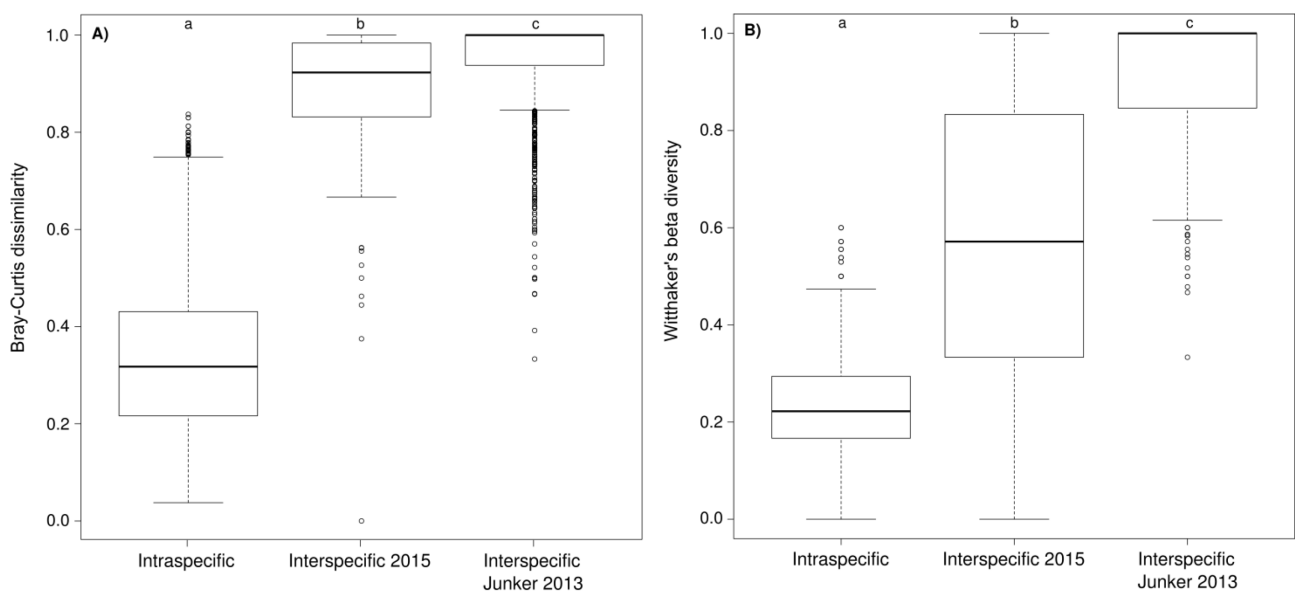 A)
a b c
1.0
0.8
0.6
0.4
0.2
0.0
Bray-Curtis dissimilarity
Intraspecific Interspecific 2015 Interspecific
Junker 2013
B)
a b c
1.0
0.8
0.6
0.4
0.2
0.0
Witthaker's beta diversity
Intraspecific Interspecific 2015 Interspecific
Junker 2013